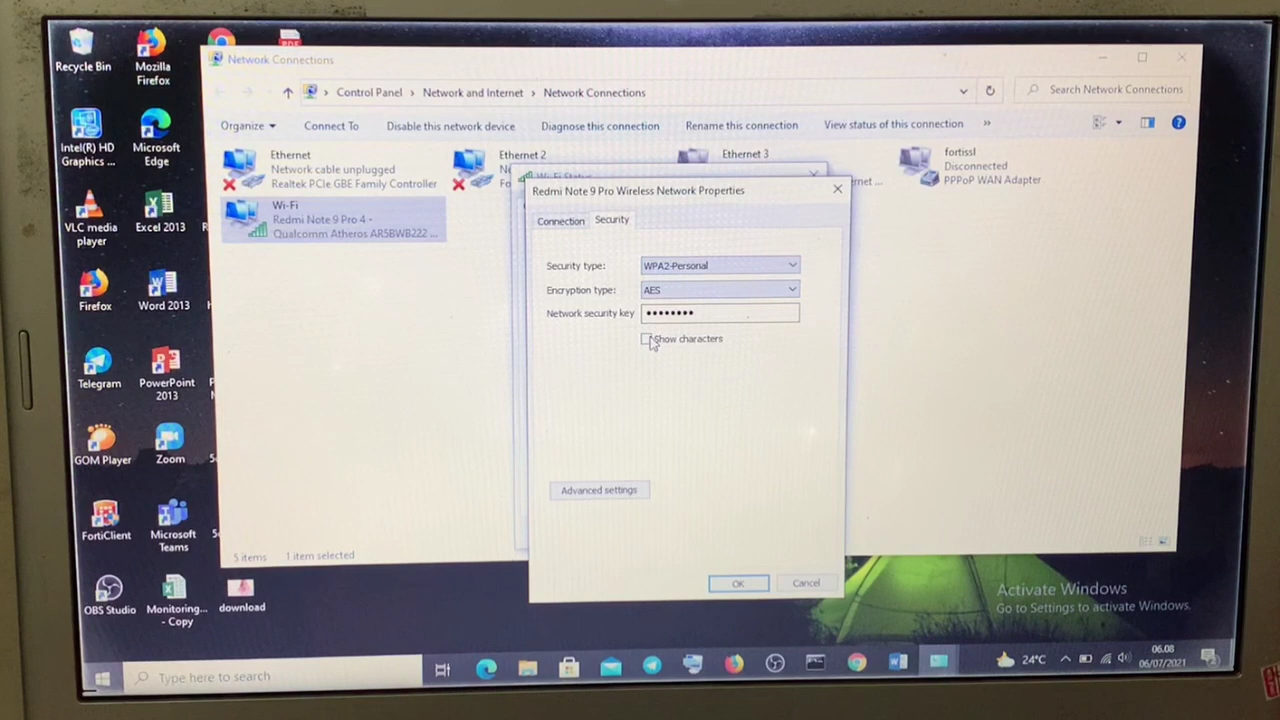 Recycle Bin
Mozilla
Firefox
Network Connections
Control Panel > Network and Internet > Network Connections
Search Network Connections
Organize
Connect To
Disable this network device
Diagnose this connection
Rename this connection
View status of this connection
»
Intel(R) HD
Graphics ...
Microsoft
Edge
Ethernet
Network cable unplugged
Realtek PCIe GBE Family Controller
Ethernet 2
Ethernet 3
fortissl
Disconnected
PPPoP WAN Adapter
Wi-Fi
Redmi Note 9 Pro 4 -
Qualcomm Atheros AR5BWB222 ...
Wi-Fi Status
Redmi Note 9 Pro Wireless Network Properties
Connection
Security
Security type:
WPA2-Personal
Encryption type:
AES
Network security key
••••••••
Show characters
Advanced settings
OK
Cancel
VLC media
player
Excel 2013
Firefox
Word 2013
Telegram
PowerPoint
2013
GOM Player
Zoom
FortiClient
Microsoft
Teams
OBS Studio
Monitoring...
- Copy
download
5 items
1 item selected
Activate Windows
Go to Settings to activate Windows.
Type here to search
24°C
06.08
06/07/2021